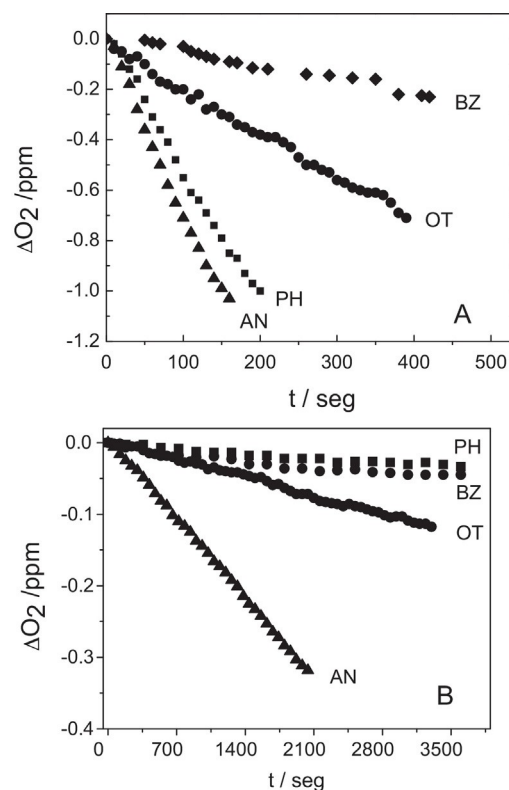 0.0
-0.2
-0.4
-0.6
-0.8
-1.0
-1.2
ΔO2 /ppm
BZ
OT
PH
AN
A
0 100 200 300 400 500
t / seg
0.0
-0.1
-0.2
-0.3
-0.4
ΔO2 /ppm
PH
BZ
OT
AN
B
0 700 1400 2100 2800 3500
t / seg